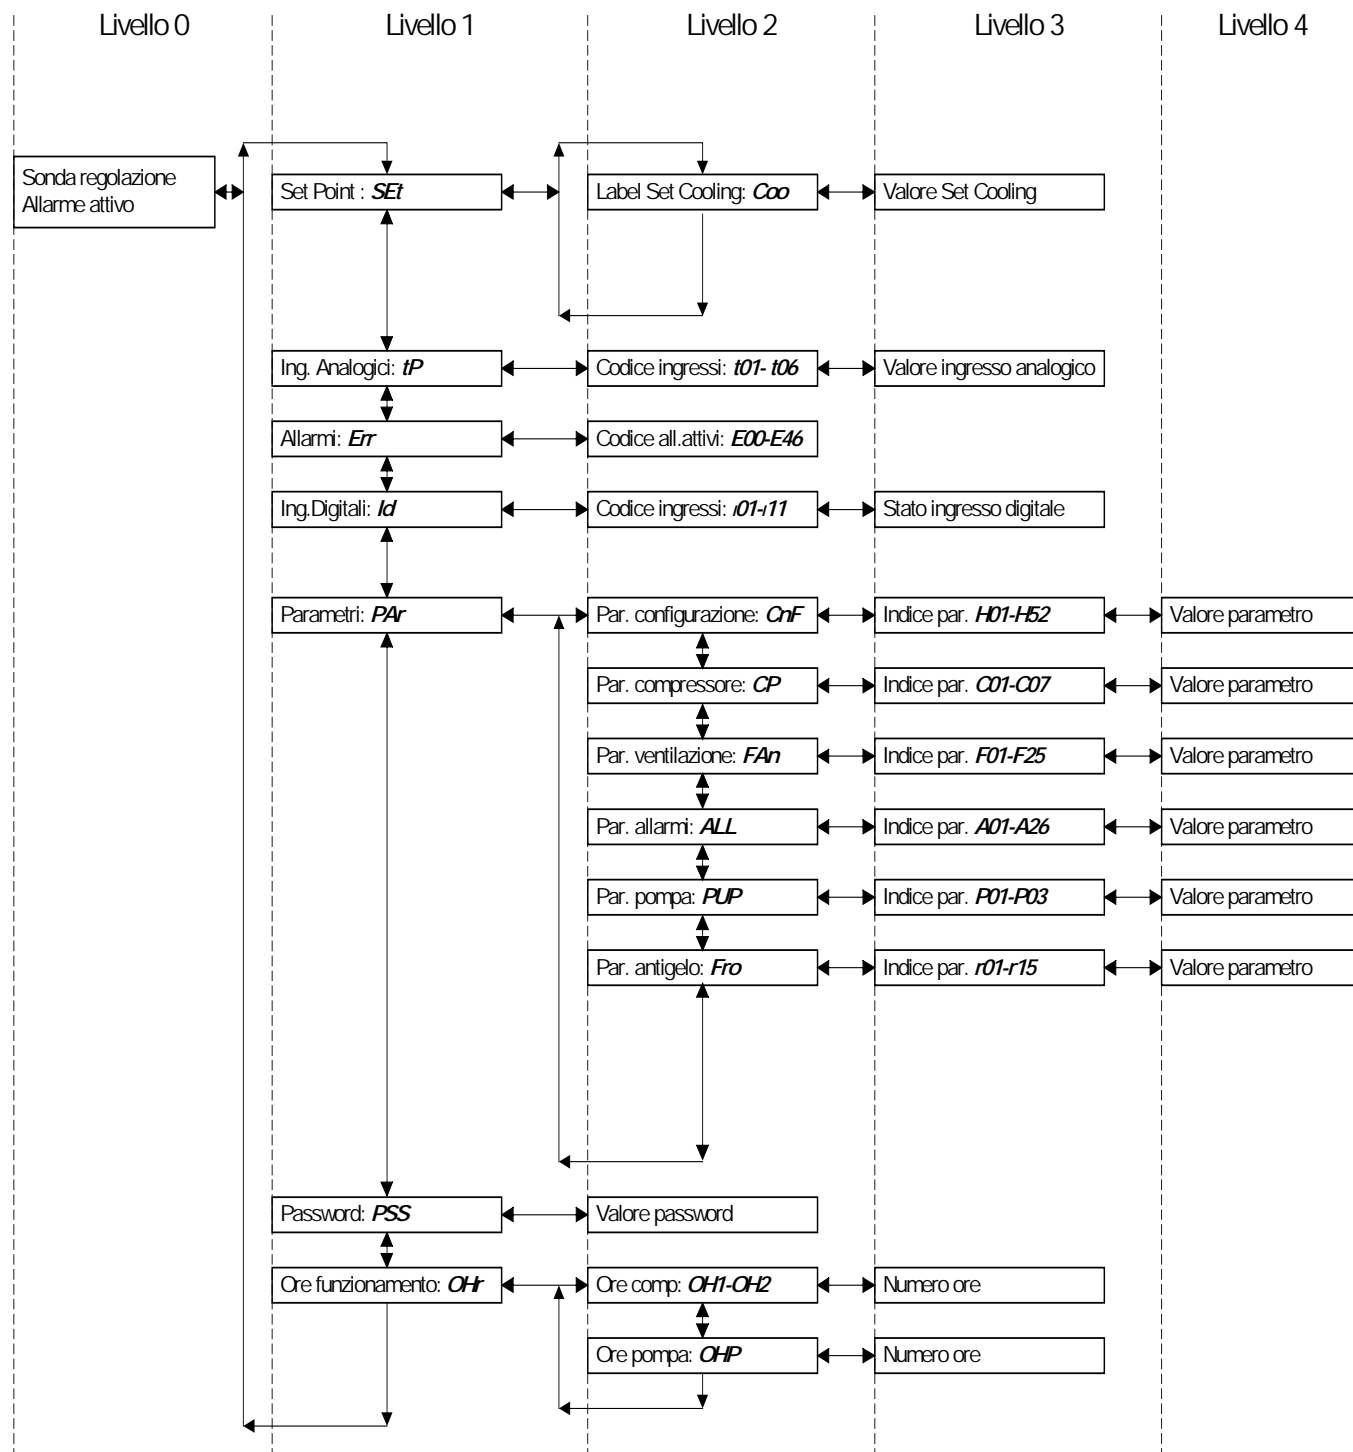 Livello 0
Livello 1
Livello 2
Livello 3
Livello 4
Sonda regolazione
Allarme attivo
Set Point : SEt
Label Set Cooling: Coo
Valore Set Cooling
Ing. Analogici: tP
Codice ingressi: t01- t06
Valore ingresso analogico
Allarmi: Err
Codice all.attivi: E00-E46
Ing.Digitali: Id
Codice ingressi: ı01-ı11
Stato ingresso digitale
Parametri: PAr
Par. configurazione: CnF
Indice par. H01-H52
Valore parametro
Par. compressore: CP
Indice par. C01-C07
Valore parametro
Par. ventilazione: FAn
Indice par. F01-F25
Valore parametro
Par. allarmi: ALL
Indice par. A01-A26
Valore parametro
Par. pompa: PUP
Indice par. P01-P03
Valore parametro
Par. antigelo: Fro
Indice par. r01-r15
Valore parametro
Password: PSS
Valore password
Ore funzionamento: OHr
Ore comp: OH1-OH2
Numero ore
Ore pompa: OHP
Numero ore